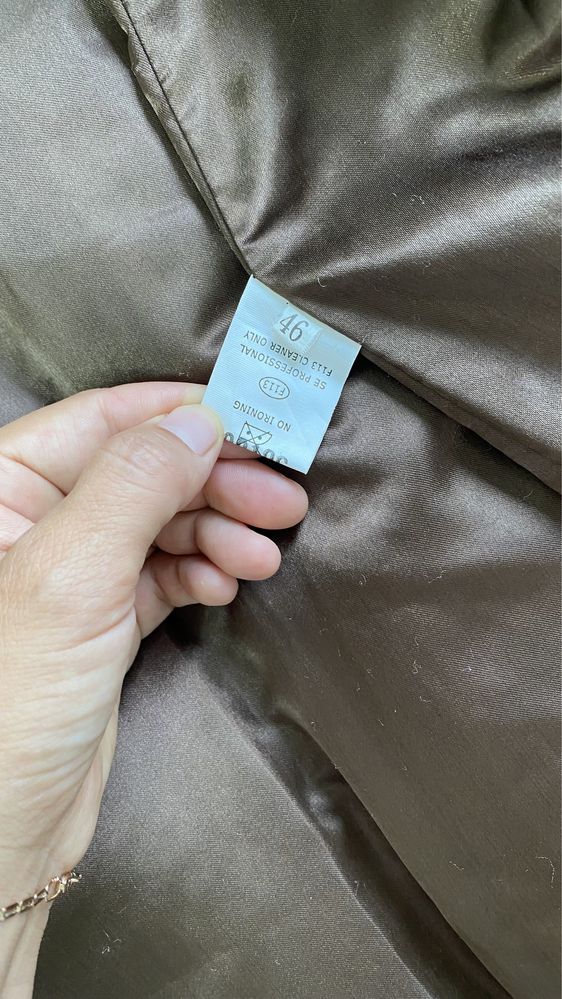 NO IRONING
F113
SE PROFESSIONAL
F113 CLEANER ONLY
46